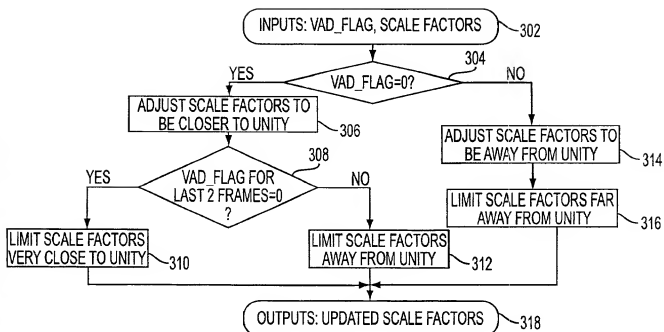 INPUTS: VAD_FLAG, SCALE FACTORS
302
304
YES
VAD_FLAG=0?
NO
ADJUST SCALE FACTORS TO
BE CLOSER TO UNITY
306
ADJUST SCALE FACTORS TO
BE AWAY FROM UNITY
314
308
YES
VAD_FLAG FOR
LAST 2 FRAMES=0
?
NO
LIMIT SCALE FACTORS FAR
AWAY FROM UNITY
316
LIMIT SCALE FACTORS
VERY CLOSE TO UNITY
310
LIMIT SCALE FACTORS
AWAY FROM UNITY
312
OUTPUTS: UPDATED SCALE FACTORS
318